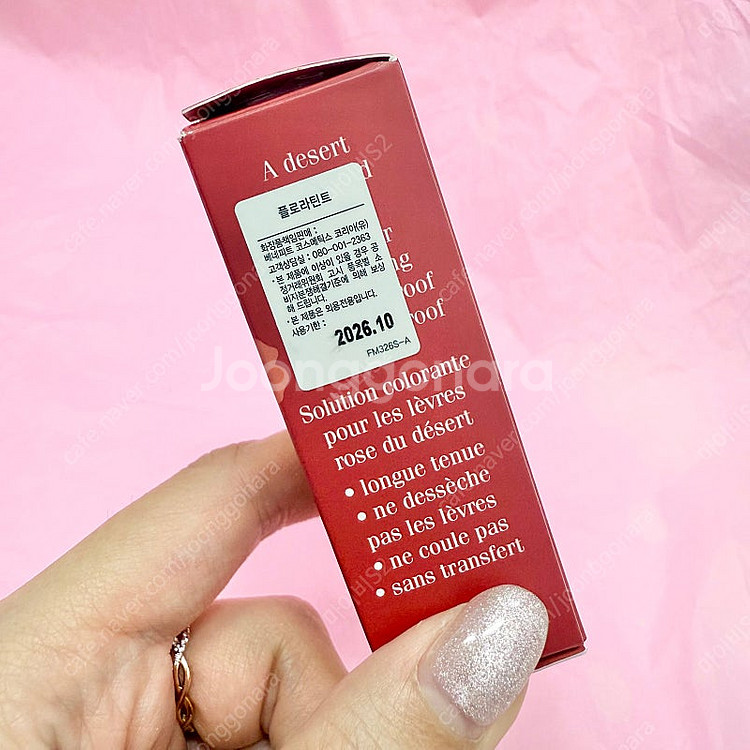 A desert
d
플로라틴트
화장품책임판매 :
베네피트 코스메틱스 코리아(유)
고객상담실 : 080-001-2363
· 본 제품에 이상이 있을 경우 공
정거래위원회 고시 품목별 소
비자분쟁해결기준에 의해 보상
해 드립니다.
· 본 제품은 외용전용입니다.
사용기한 : 2026.10
FM326S-A
r
ng
oof
roof
Joonggonara
Solution colorante
pour les lèvres
rose du désert
• longue tenue
• ne dessèche
pas les lèvres
• ne coule pas
• sans transfert